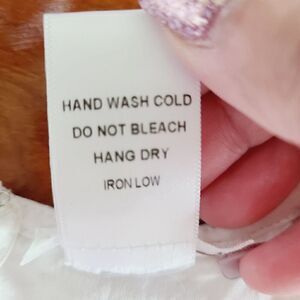 HAND WASH COLD
DO NOT BLEACH
HANG DRY
IRON LOW